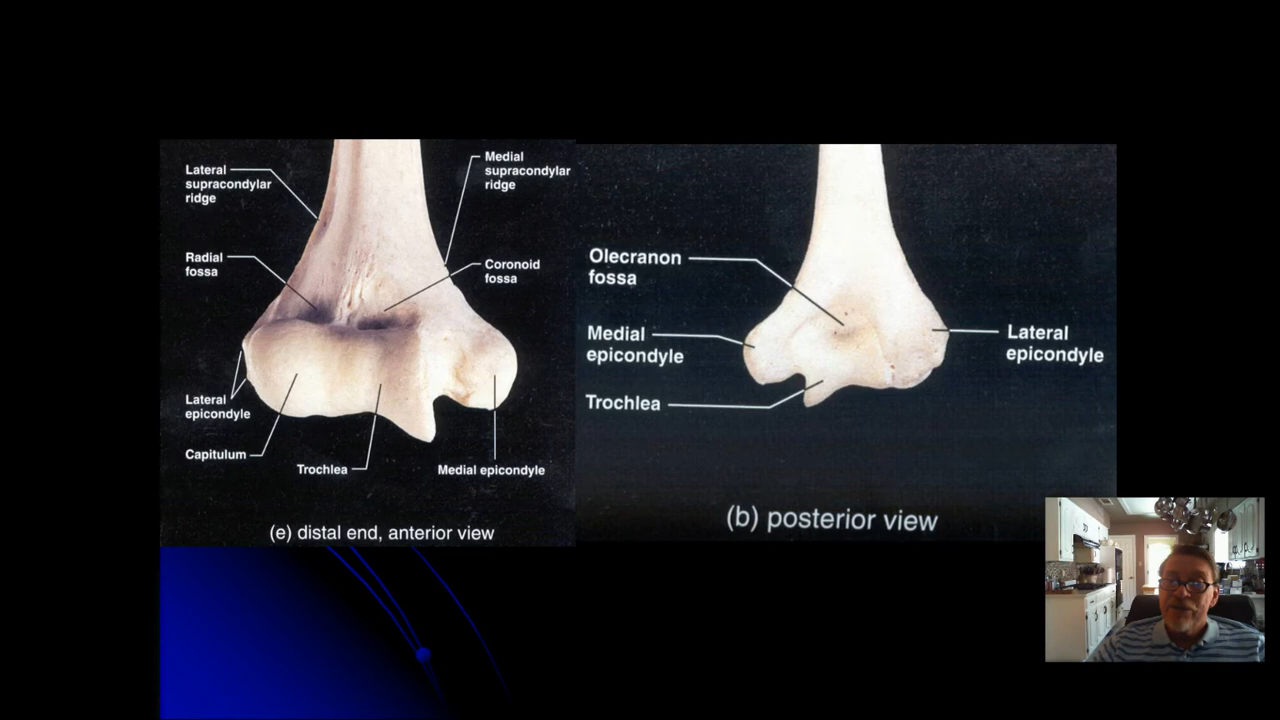 Lateral
supracondylar
ridge
Medial
supracondylar
ridge
Radial
fossa
Coronoid
fossa
Lateral
epicondyle
Capitulum
Trochlea
Medial epicondyle
(e) distal end, anterior view
Olecranon
fossa
Medial
epicondyle
Lateral
epicondyle
Trochlea
(b) posterior view